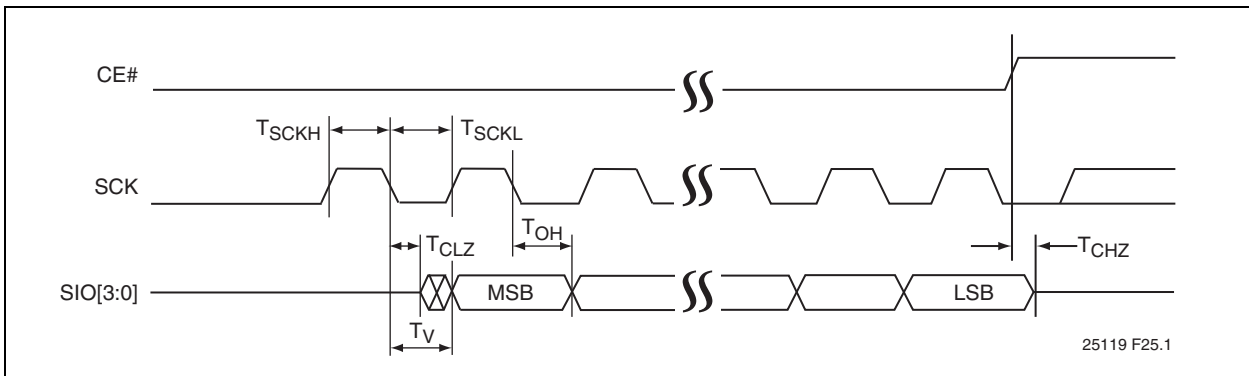 CE#
TSCKH
TSCKL
SCK
TOH
TCLZ
TCHZ
SIO[3:0]
MSB
LSB
TV
25119 F25.1